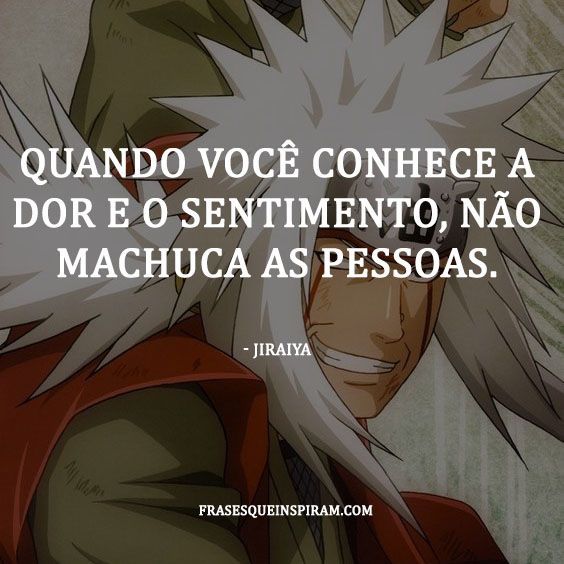 QUANDO VOCÊ CONHECE A
DOR E O SENTIMENTO, NÃO
MACHUCA AS PESSOAS.
- JIRAIYA
FRASESQUEINSPIRAM.COM